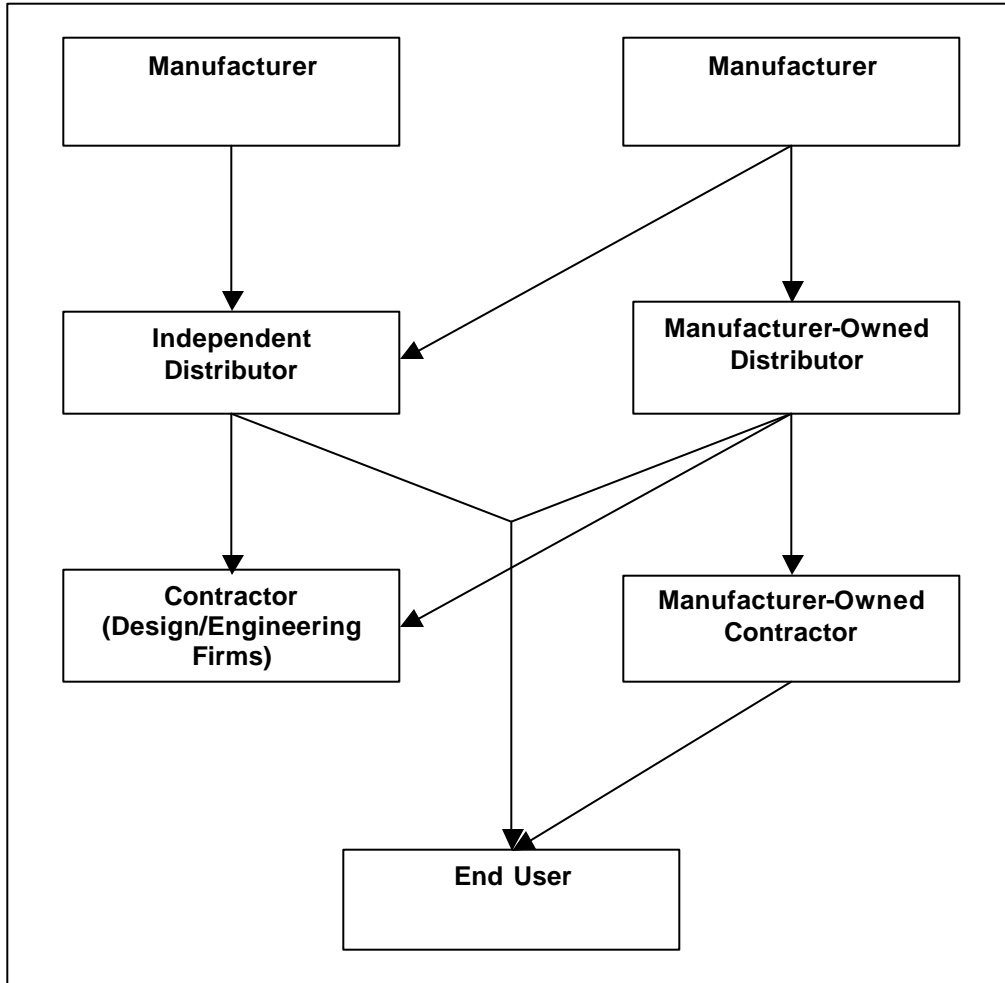 Manufacturer
Manufacturer
Independent
Distributor
Manufacturer-Owned
Distributor
Contractor
(Design/Engineering
Firms)
Manufacturer-Owned
Contractor
End User